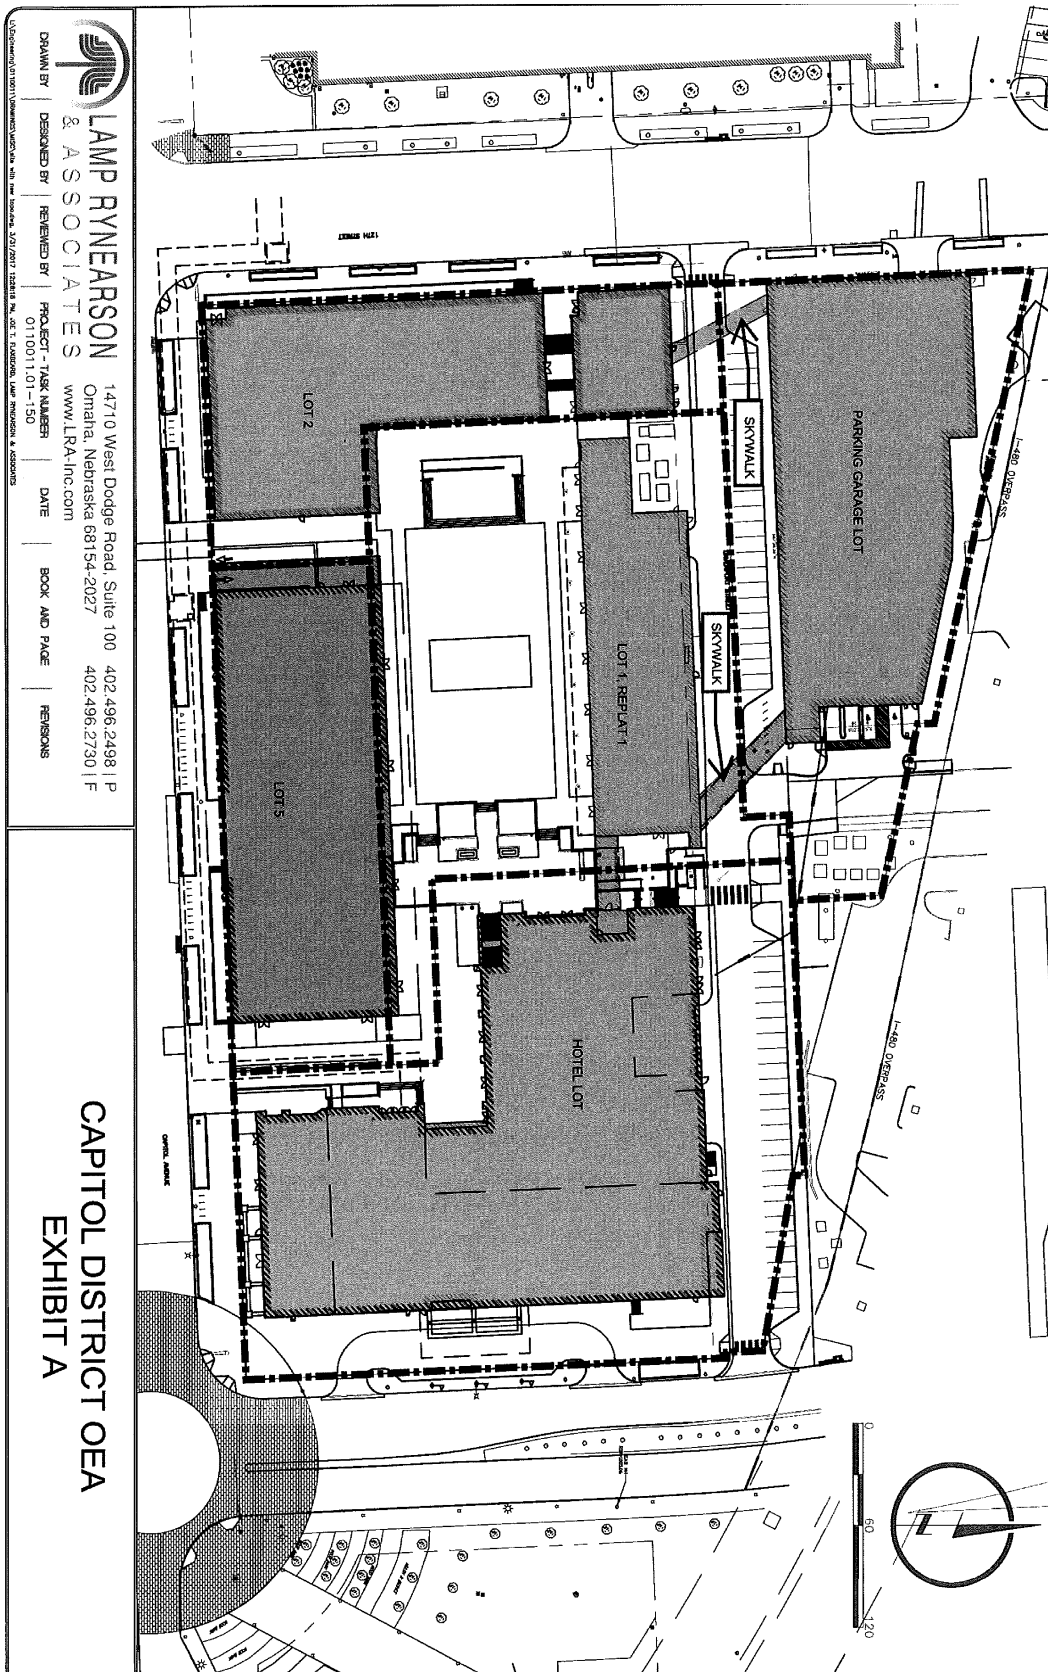 12TH STREET
SKYWALK
PARKING GARAGE LOT
I-480 OVERPASS
LOT 2
SKYWALK
LOT 1, REPLAT 1
LOT 5
HOTEL LOT
I-480 OVERPASS
CAPITOL AVENUE
0 60 120
LAMP RYNEARSON
& ASSOCIATES
14710 West Dodge Road, Suite 100 402.496.2498 | P
Omaha, Nebraska 68154-2027 402.496.2730 | F
www.LRA-Inc.com
DRAWN BY
DESIGNED BY
REVIEWED BY
PROJECT - TASK NUMBER
0110011.01-150
DATE
BOOK AND PAGE
REVISIONS
CAPITOL DISTRICT OEA
EXHIBIT A